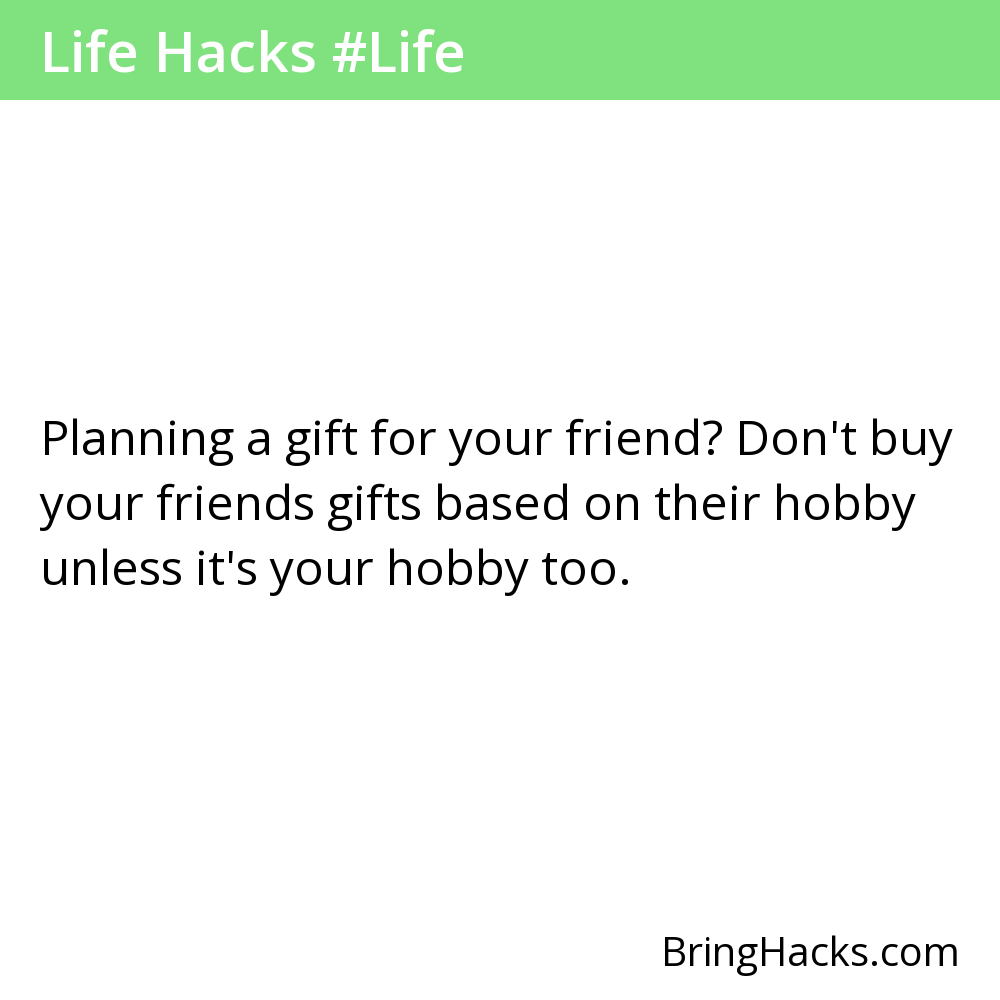 Life Hacks #Life
Planning a gift for your friend? Don't buy
your friends gifts based on their hobby
unless it's your hobby too.
BringHacks.com